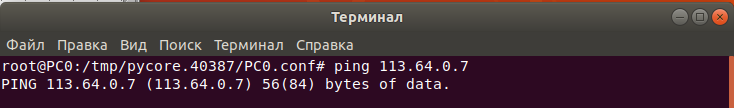 Терминал
Файл Правка Вид Поиск Терминал Справка
root@PC0:/tmp/pycore.40387/PC0.conf# ping 113.64.0.7
PING 113.64.0.7 (113.64.0.7) 56(84) bytes of data.